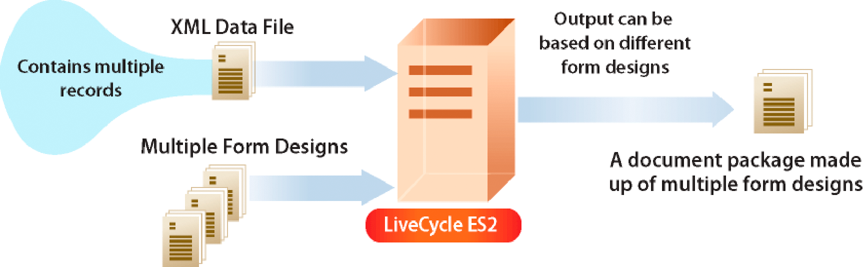 XML Data File
Contains multiple
records
Multiple Form Designs
LiveCycle ES2
Output can be
based on different
form designs
A document package made
up of multiple form designs